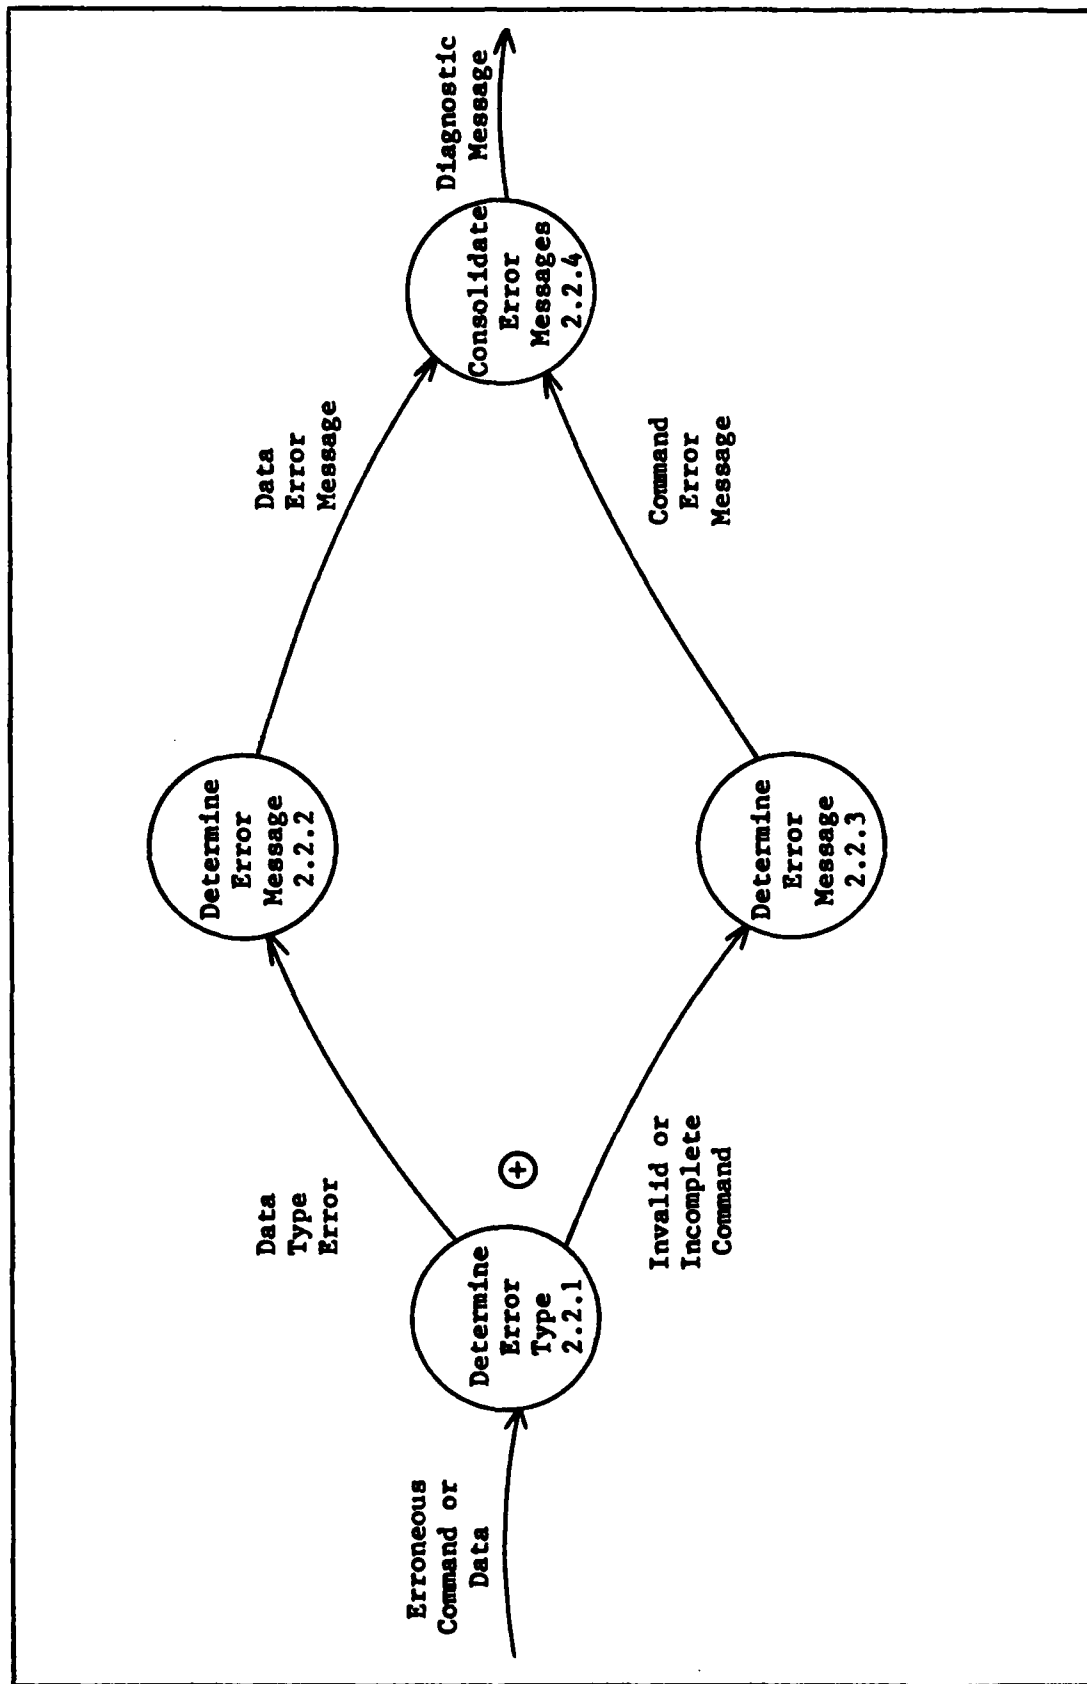 Erroneous
Command or
Data
Determine
Error
Type
2.2.1
Data
Type
Error
Invalid or
Incomplete
Command
Determine
Error
Message
2.2.2
Determine
Error
Message
2.2.3
Data
Error
Message
Command
Error
Message
Consolidate
Error
Messages
2.2.4
Diagnostic
Message